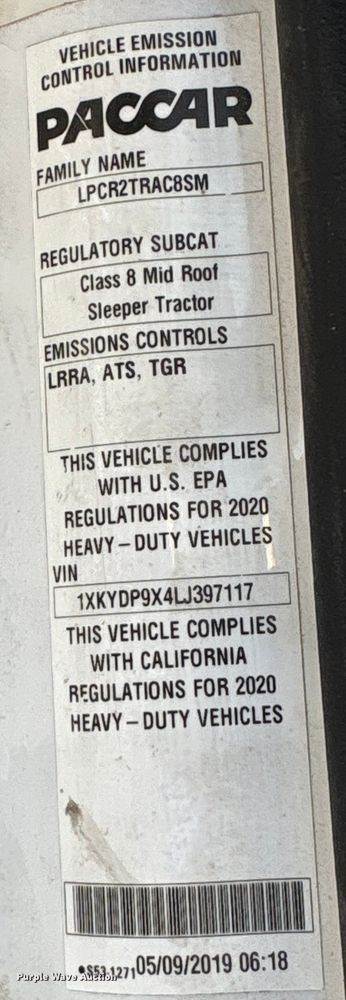 VEHICLE EMISSION
CONTROL INFORMATION
PACCAR
FAMILY NAME
LPCR2TRAC8SM
REGULATORY SUBCAT
Class 8 Mid Roof
Sleeper Tractor
EMISSIONS CONTROLS
LRRA, ATS, TGR
THIS VEHICLE COMPLIES
WITH U.S. EPA
REGULATIONS FOR 2020
HEAVY-DUTY VEHICLES
VIN
1XKYDP9X4LJ397117
THIS VEHICLE COMPLIES
WITH CALIFORNIA
REGULATIONS FOR 2020
HEAVY-DUTY VEHICLES
S53-1271 05/09/2019 06:18
Purple Wave Auction